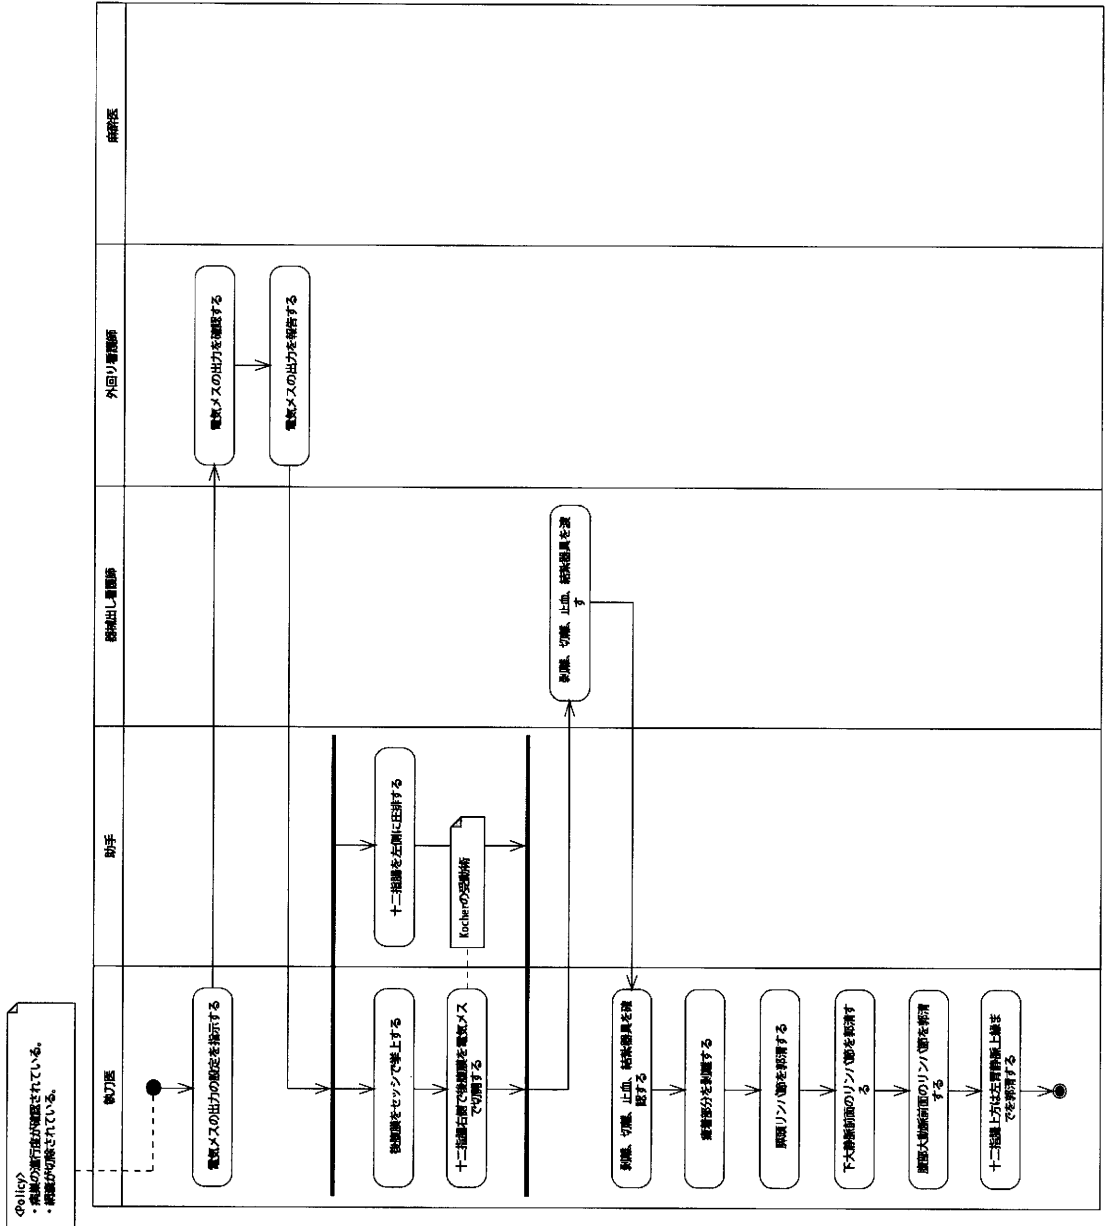 <Policy>
・病巣の進行度が確認されている。
・網嚢が切除されている。
執刀医
助手
器械出し看護師
外回り看護師
麻酔医
電気メスの出力の設定を指示する
電気メスの出力を確認する
電気メスの出力を報告する
後腹膜をセッシで挙上する
十二指腸を左側に圧排する
十二指腸右側で後腹膜を電気メス
で切開する
Kocherの受動術
剥離、切離、止血、結紮器具を渡
す
剥離、切離、止血、結紮器具を確
認する
癒着部分を剥離する
膵頭リンパ節を郭清する
下大静脈前面のリンパ節を郭清す
る
腹部大動脈前面のリンパ節を郭清
する
十二指腸上方は左腎静脈上縁ま
でを郭清する